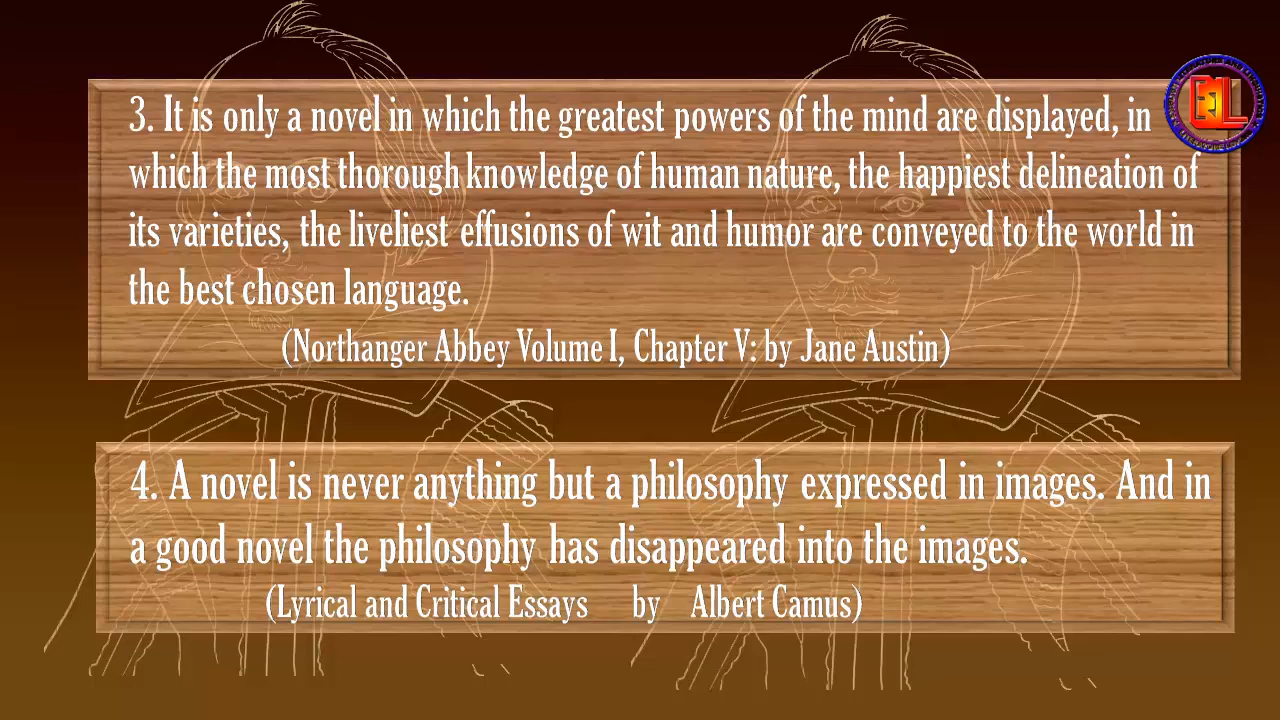 3. It is only a novel in which the greatest powers of the mind are displayed, in
which the most thorough knowledge of human nature, the happiest delineation of
its varieties, the liveliest effusions of wit and humor are conveyed to the world in
the best chosen language.
(Northanger Abbey Volume I, Chapter V: by Jane Austin)
4. A novel is never anything but a philosophy expressed in images. And in
a good novel the philosophy has disappeared into the images.
(Lyrical and Critical Essays by Albert Camus)